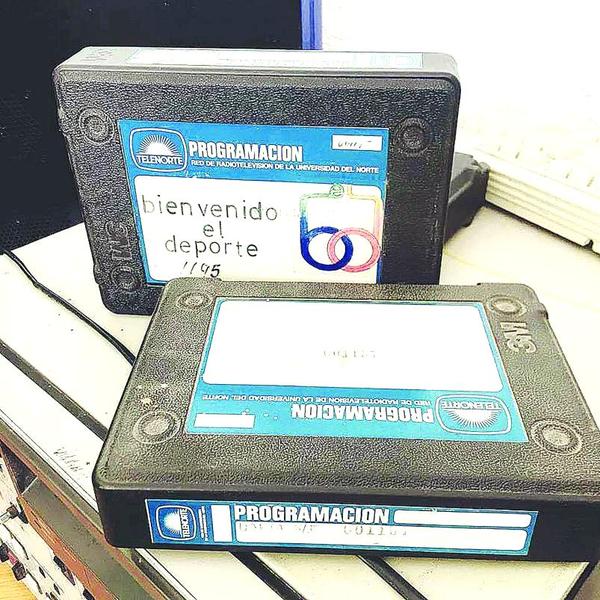 TELENORTE
PROGRAMACION
RED DE RADIOTELEVISION DE LA UNIVERSIDAD DEL NORTE
bienvenido
el
deporte
1195
3M
3M
PROGRAMACION
RED DE RADIOTELEVISION DE LA UNIVERSIDAD DEL NORTE
TELENORTE
TELENORTE
PROGRAMACION